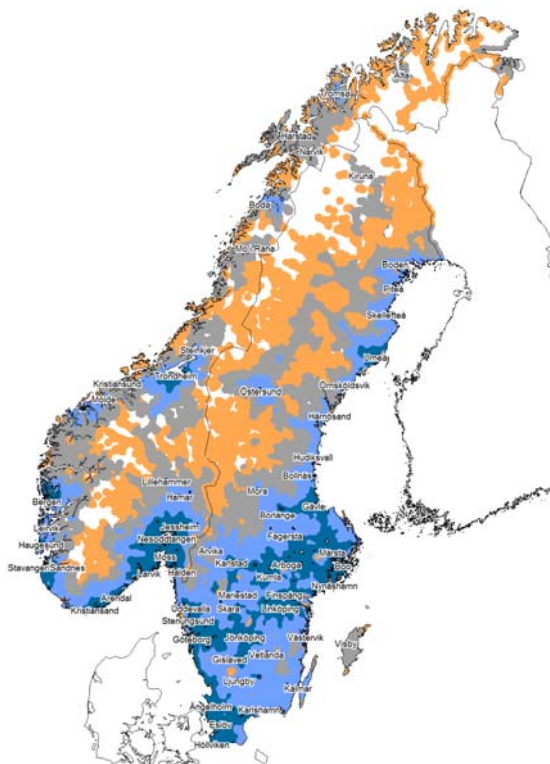 Alta
Tromsø
Harstad
Narvik
Kiruna
Bodø
Mo i Rana
Boden
Piteå
Skellefteå
Umeå
Steinkjer
Trondheim
Kristiansund
Molde
Östersund
Örnsköldsvik
Härnösand
Hudiksvall
Lillehammer
Bollnäs
Mora
Hamar
Gävle
Bergen
Borlänge
Jessheim
Fagersta
Leirvik
Nesoddtangen
Arvika
Märsta
Haugesund
Moss
Karlstad
Arboga
Boo
Stavanger/Sandnes
Larvik
Halden
Kumla
Nynäshamn
Arendal
Mariestad
Finspång
Kristiansand
Uddevalla
Skara
Linköping
Stenungsund
Göteborg
Jönköping
Västervik
Visby
Gislaved
Vetlanda
Ljungby
Kalmar
Ängelholm
Karlshamn
Eslöv
Höllviken